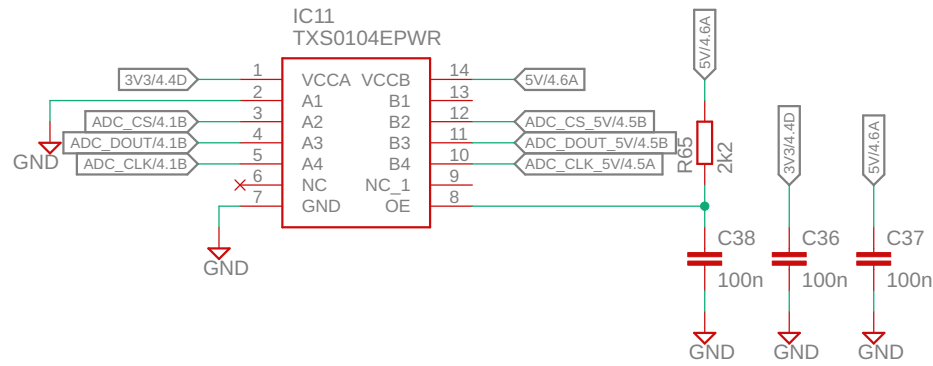 IC11
TXS0104EPWR
3V3/4.4D
1
VCCA
VCCB
14
5V/4.6A
2
A1
B1
13
GND
ADC_CS/4.1B
3
A2
B2
12
ADC_CS_5V/4.5B
ADC_DOUT/4.1B
4
A3
B3
11
ADC_DOUT_5V/4.5B
ADC_CLK/4.1B
5
A4
B4
10
ADC_CLK_5V/4.5A
6
NC
NC_1
9
7
GND
OE
8
GND
5V/4.6A
R65
2k2
3V3/4.4D
5V/4.6A
C38
100n
GND
C36
100n
GND
C37
100n
GND